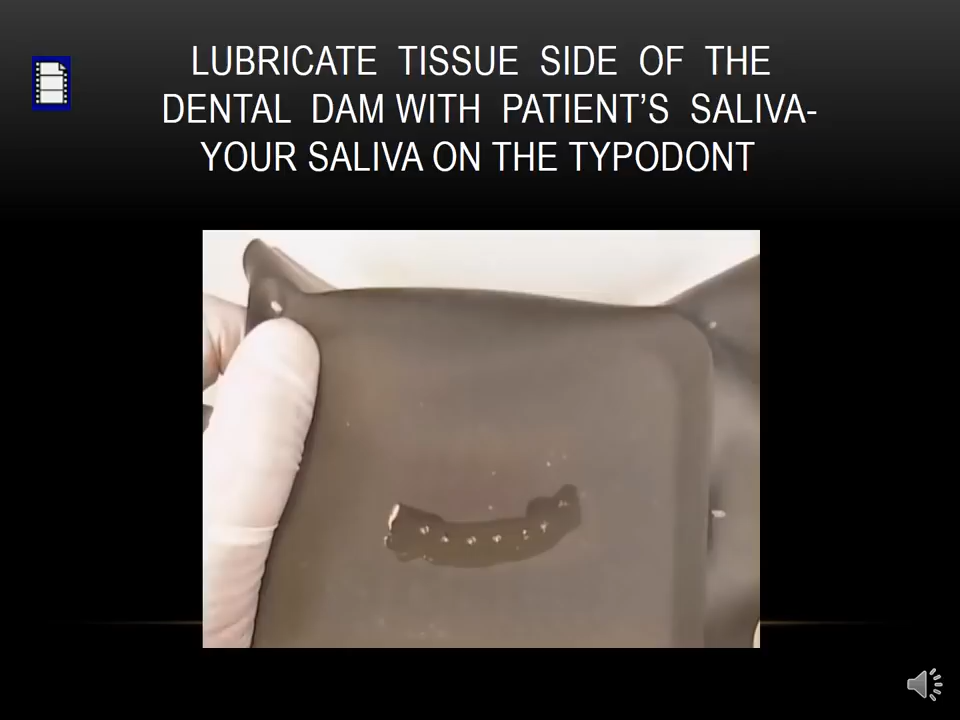 LUBRICATE TISSUE SIDE OF THE
DENTAL DAM WITH PATIENT’S SALIVA-
YOUR SALIVA ON THE TYPODONT